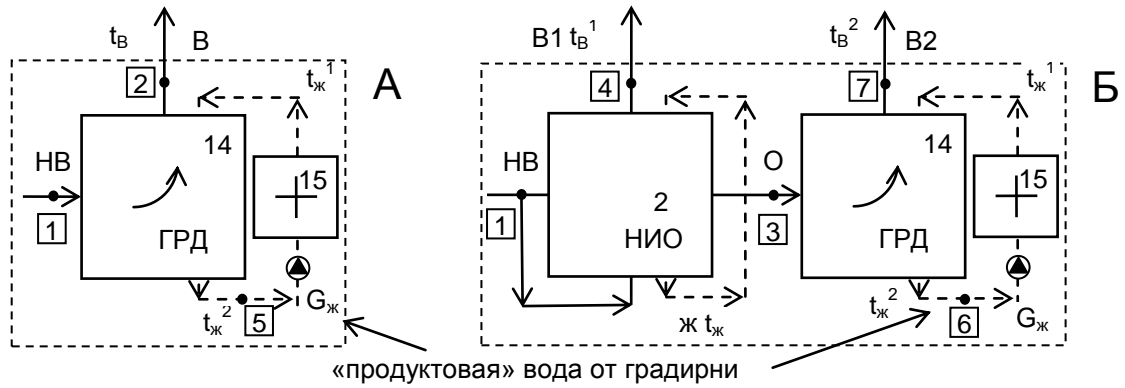 t_В В
2 t_ж^1 А
14
НВ 15
1 ГРД
t_ж^2 5 G_ж
В1 t_В^1 t_В^2 В2
4 7 t_ж^1 Б
14
НВ О 15
1 2 3
НИО ГРД
ж t_ж t_ж^2 6 G_ж
«продуктовая» вода от градирни